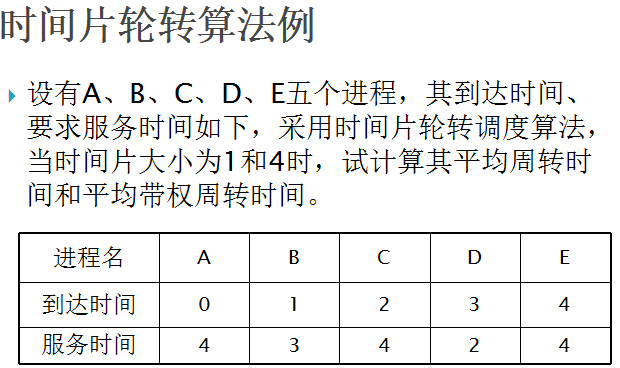 时间片轮转算法例
设有A、B、C、D、E五个进程，其到达时间、
要求服务时间如下，采用时间片轮转调度算法，
当时间片大小为1和4时，试计算其平均周转时
间和平均带权周转时间。
进程名 A B C D E
到达时间 0 1 2 3 4
服务时间 4 3 4 2 4